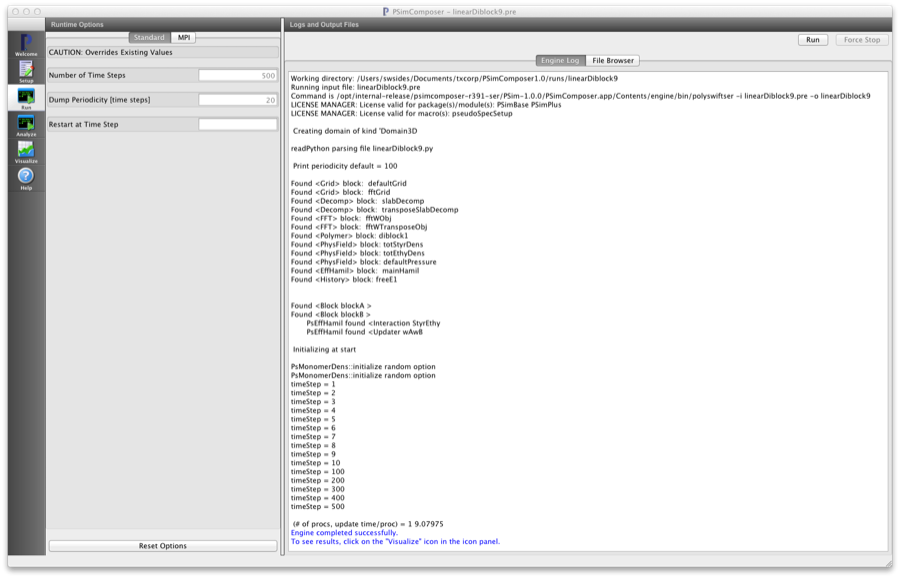 PSimComposer - linearDiblock9.pre
Runtime Options
Logs and Output Files
Welcome
Setup
Run
Analyze
Visualize
Help
Standard MPI
CAUTION: Overrides Existing Values
Number of Time Steps 500
Dump Periodicity [time steps] 20
Restart at Time Step
Reset Options
Run Force Stop
Engine Log File Browser
Working directory: /Users/swsides/Documents/txcorp/PSimComposer1.0/runs/linearDiblock9
Running input file: linearDiblock9.pre
Command is /opt/internal-release/psimcomposer-r391-ser/PSim-1.0.0/PSimComposer.app/Contents/engine/bin/polyswiftser -i linearDiblock9.pre -o linearDiblock9
LICENSE MANAGER: License valid for package(s)/module(s): PSimBase PSimPlus
LICENSE MANAGER: License valid for macro(s): pseudoSpecSetup
Creating domain of kind 'Domain3D
readPython parsing file linearDiblock9.py
Print periodicity default = 100
Found <Grid> block: defaultGrid
Found <Grid> block: fftGrid
Found <Decomp> block: slabDecomp
Found <Decomp> block: transposeSlabDecomp
Found <FFT> block: fftWObj
Found <FFT> block: fftWTransposeObj
Found <Polymer> block: diblock1
Found <PhysField> block: totStyrDens
Found <PhysField> block: totEthyDens
Found <PhysField> block: defaultPressure
Found <EffHamil> block: mainHamil
Found <History> block: freeE1
Found <Block blockA >
Found <Block blockB >
PsEffHamil found <Interaction StyrEthy
PsEffHamil found <Updater wAwB
Initializing at start
PsMonomerDens::initialize random option
PsMonomerDens::initialize random option
timeStep = 1
timeStep = 2
timeStep = 3
timeStep = 4
timeStep = 5
timeStep = 6
timeStep = 7
timeStep = 8
timeStep = 9
timeStep = 10
timeStep = 100
timeStep = 200
timeStep = 300
timeStep = 400
timeStep = 500
(# of procs, update time/proc) = 1 9.07975
Engine completed successfully.
To see results, click on the "Visualize" icon in the icon panel.